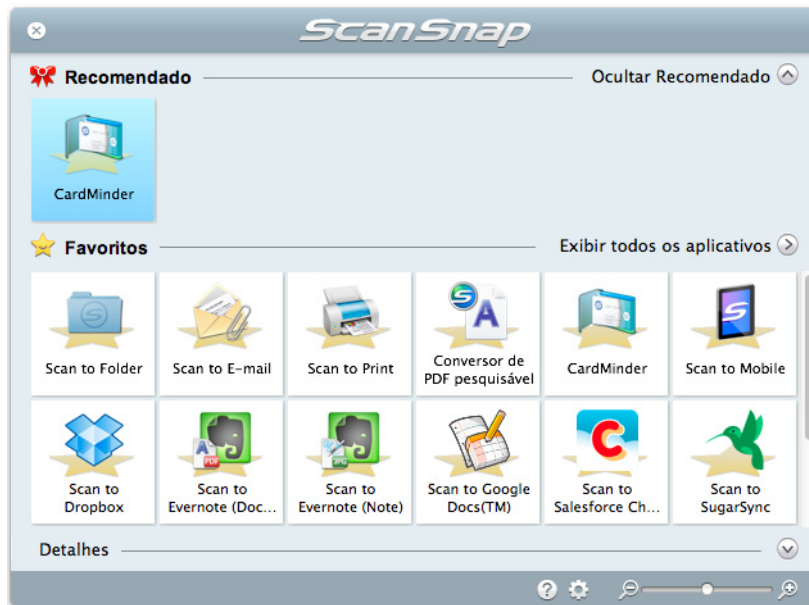 ScanSnap
Recomendado
Ocultar Recomendado
CardMinder
Favoritos
Exibir todos os aplicativos
Scan to Folder
Scan to E-mail
Scan to Print
Conversor de
PDF pesquisável
CardMinder
Scan to Mobile
Scan to
Dropbox
Scan to
Evernote (Doc...
Scan to
Evernote (Note)
Scan to Google
Docs(TM)
Scan to
Salesforce Ch...
Scan to
SugarSync
Detalhes